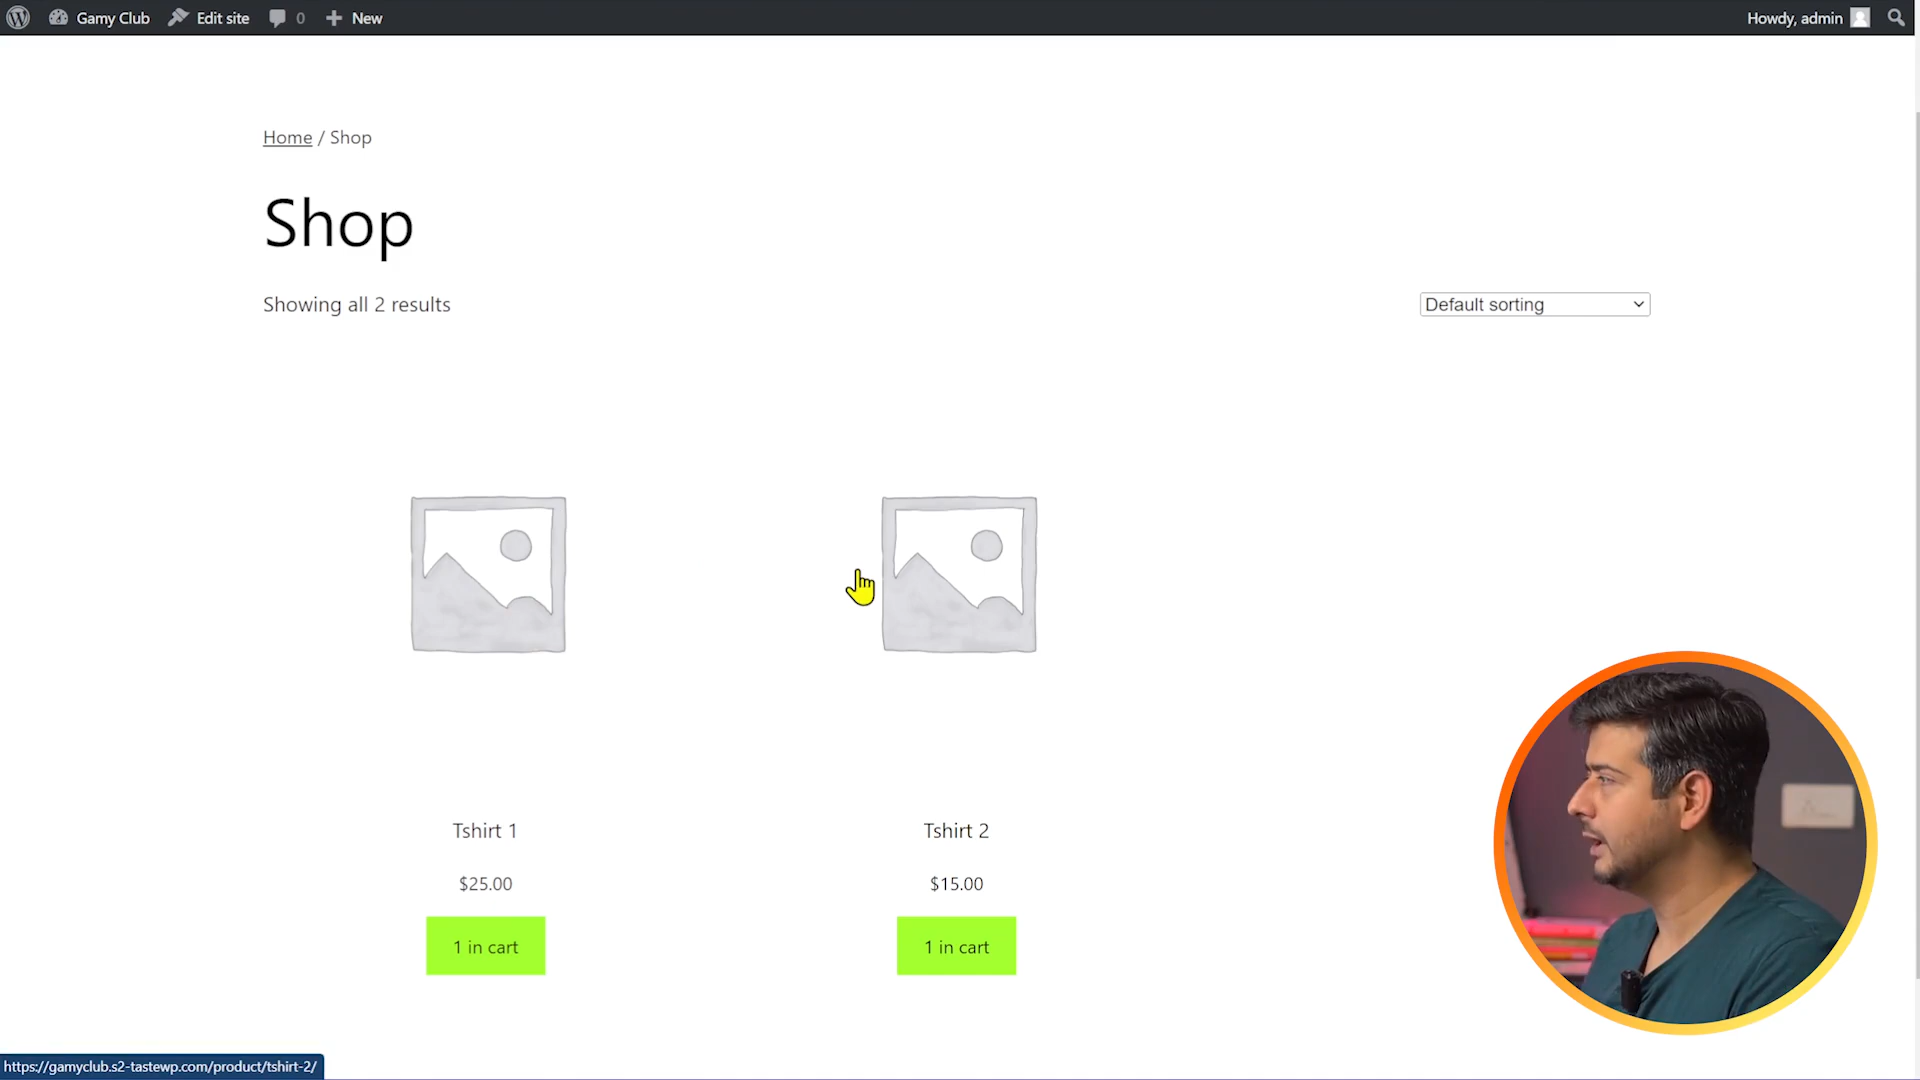 Gamy Club Edit site 0 New Howdy, admin
Home / Shop
Shop
Showing all 2 results Default sorting
Tshirt 1 Tshirt 2
$25.00 $15.00
1 in cart 1 in cart
https://gamyclub.s2-tastewp.com/product/tshirt-2/